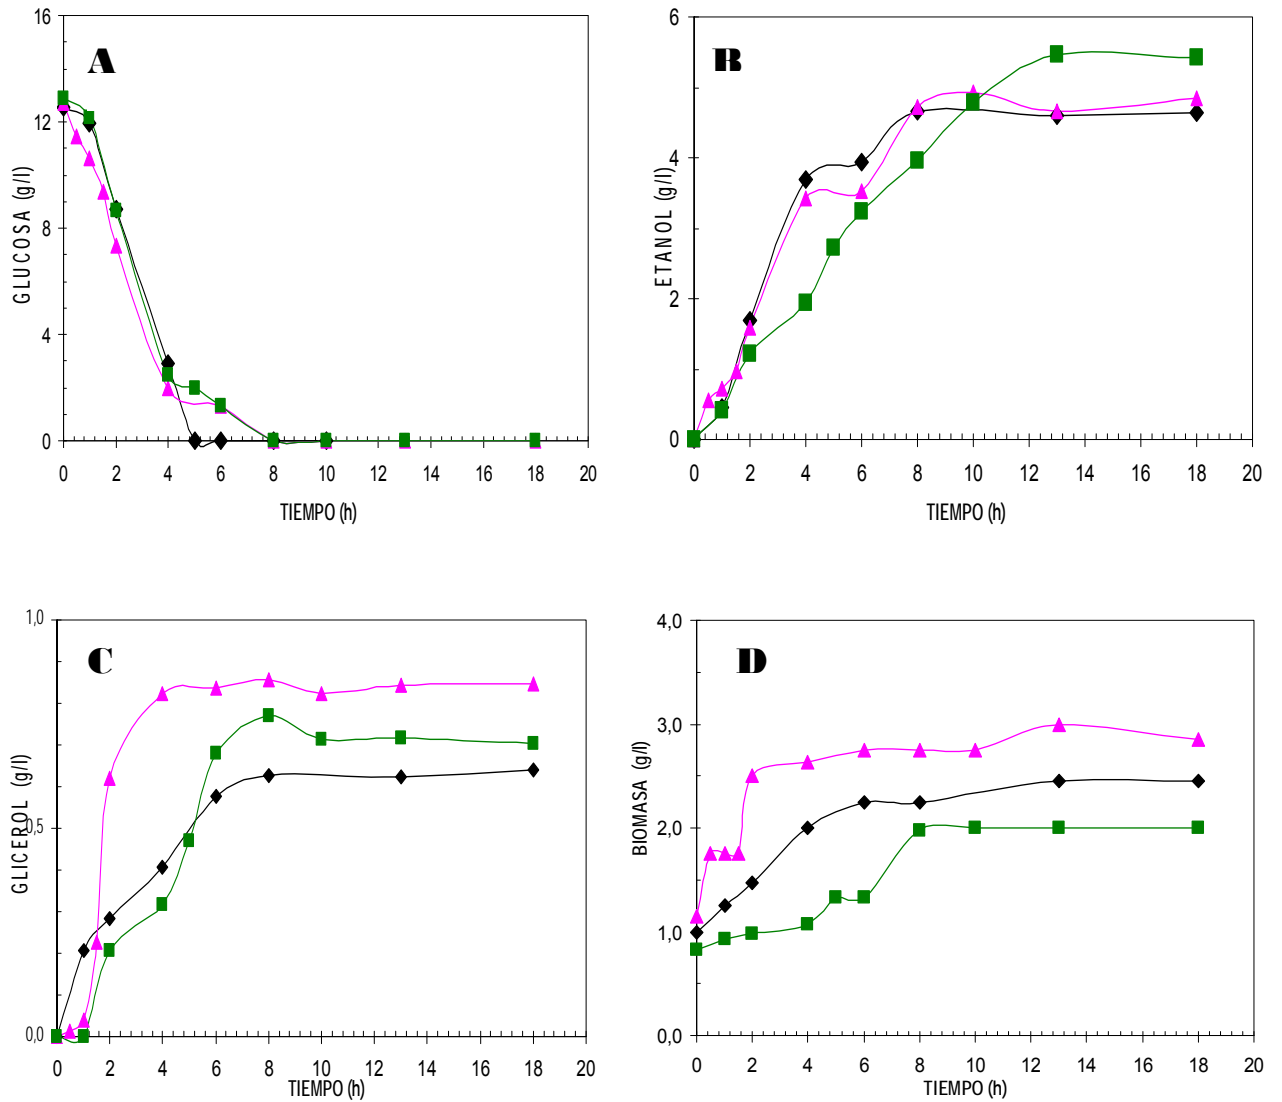 A
GLUCOSA (g/l)
16
12
8
4
0
0 2 4 6 8 10 12 14 16 18 20
TIEMPO (h)
B
ETANOL (g/l)
6
4
2
0
0 2 4 6 8 10 12 14 16 18 20
TIEMPO (h)
C
GLICEROL (g/l)
1,0
0,5
0,0
0 2 4 6 8 10 12 14 16 18 20
TIEMPO (h)
D
BIOMASA (g/l)
4,0
3,0
2,0
1,0
0,0
0 2 4 6 8 10 12 14 16 18 20
TIEMPO (h)